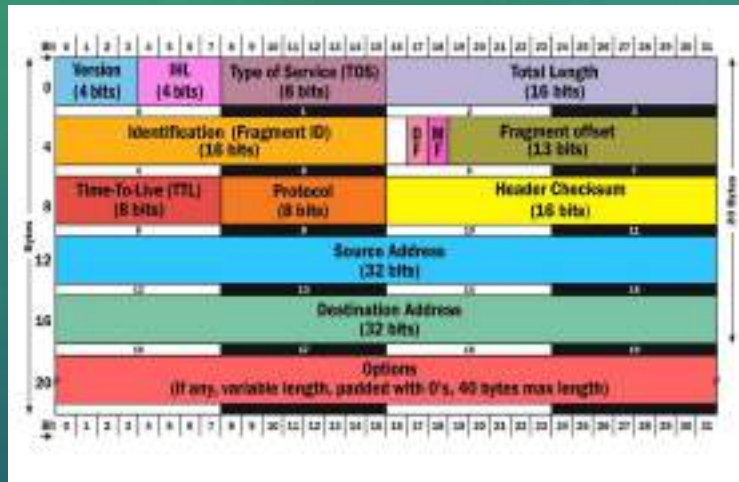 0 1 2 3 4 5 6 7 8 9 10 11 12 13 14 15 16 17 18 19 20 21 22 23 24 25 26 27 28 29 30 31
Version IHL Type of Service (TOS) Total Length
0 (4 bits) (4 bits) (8 bits) (16 bits)
Identification (Fragment ID) D M Fragment offset
4 (16 bits) F F (13 bits)
Time-To-Live (TTL) Protocol Header Checksum
8 (8 bits) (8 bits) (16 bits)
Bytes
20 Bytes
Source Address
12 (32 bits)
Destination Address
16 (32 bits)
Options
20 (If any, variable length, padded with 0's, 40 bytes max length)
0 1 2 3 4 5 6 7 8 9 10 11 12 13 14 15 16 17 18 19 20 21 22 23 24 25 26 27 28 29 30 31